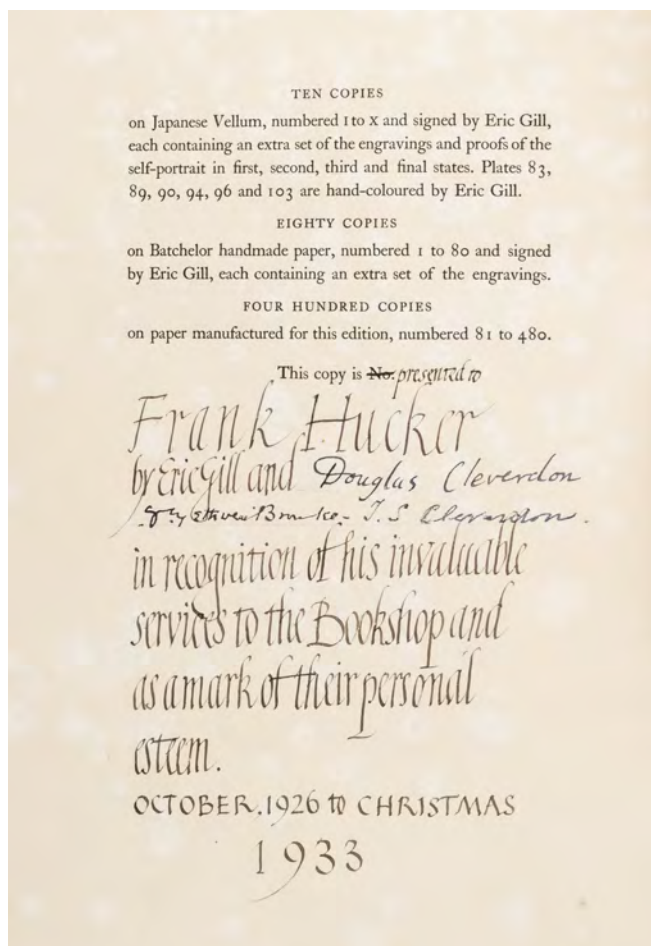 TEN COPIES
on Japanese Vellum, numbered I to X and signed by Eric Gill,
each containing an extra set of the engravings and proofs of the
self-portrait in first, second, third and final states. Plates 83,
89, 90, 94, 96 and 103 are hand-coloured by Eric Gill.
EIGHTY COPIES
on Batchelor handmade paper, numbered 1 to 80 and signed
by Eric Gill, each containing an extra set of the engravings.
FOUR HUNDRED COPIES
on paper manufactured for this edition, numbered 81 to 480.
This copy is No. presented to
Frank Hucker
by Eric Gill and Douglas Cleverdon
T. S Cleverdon.
in recognition of his invaluable
services to the Bookshop and
as a mark of their personal
esteem.
OCTOBER. 1926 to CHRISTMAS
1933